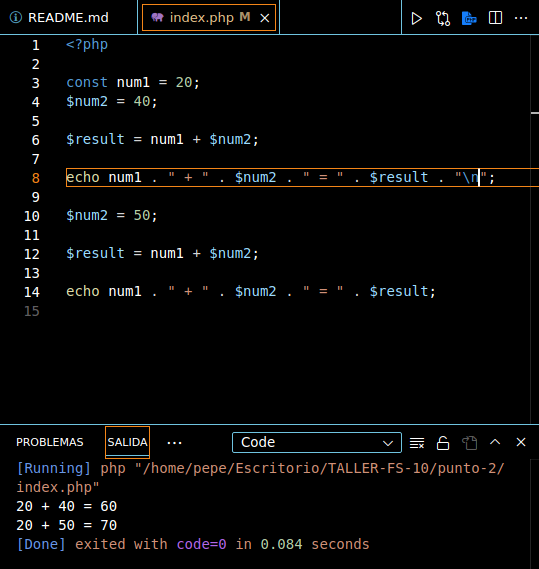 README.md index.php M
1 <?php
2
3 const num1 = 20;
4 $num2 = 40;
5
6 $result = num1 + $num2;
7
8 echo num1 . " + " . $num2 . " = " . $result . "\n";
9
10 $num2 = 50;
11
12 $result = num1 + $num2;
13
14 echo num1 . " + " . $num2 . " = " . $result;
15
PROBLEMAS SALIDA ··· Code
[Running] php "/home/pepe/Escritorio/TALLER-FS-10/punto-2/
index.php"
20 + 40 = 60
20 + 50 = 70
[Done] exited with code=0 in 0.084 seconds